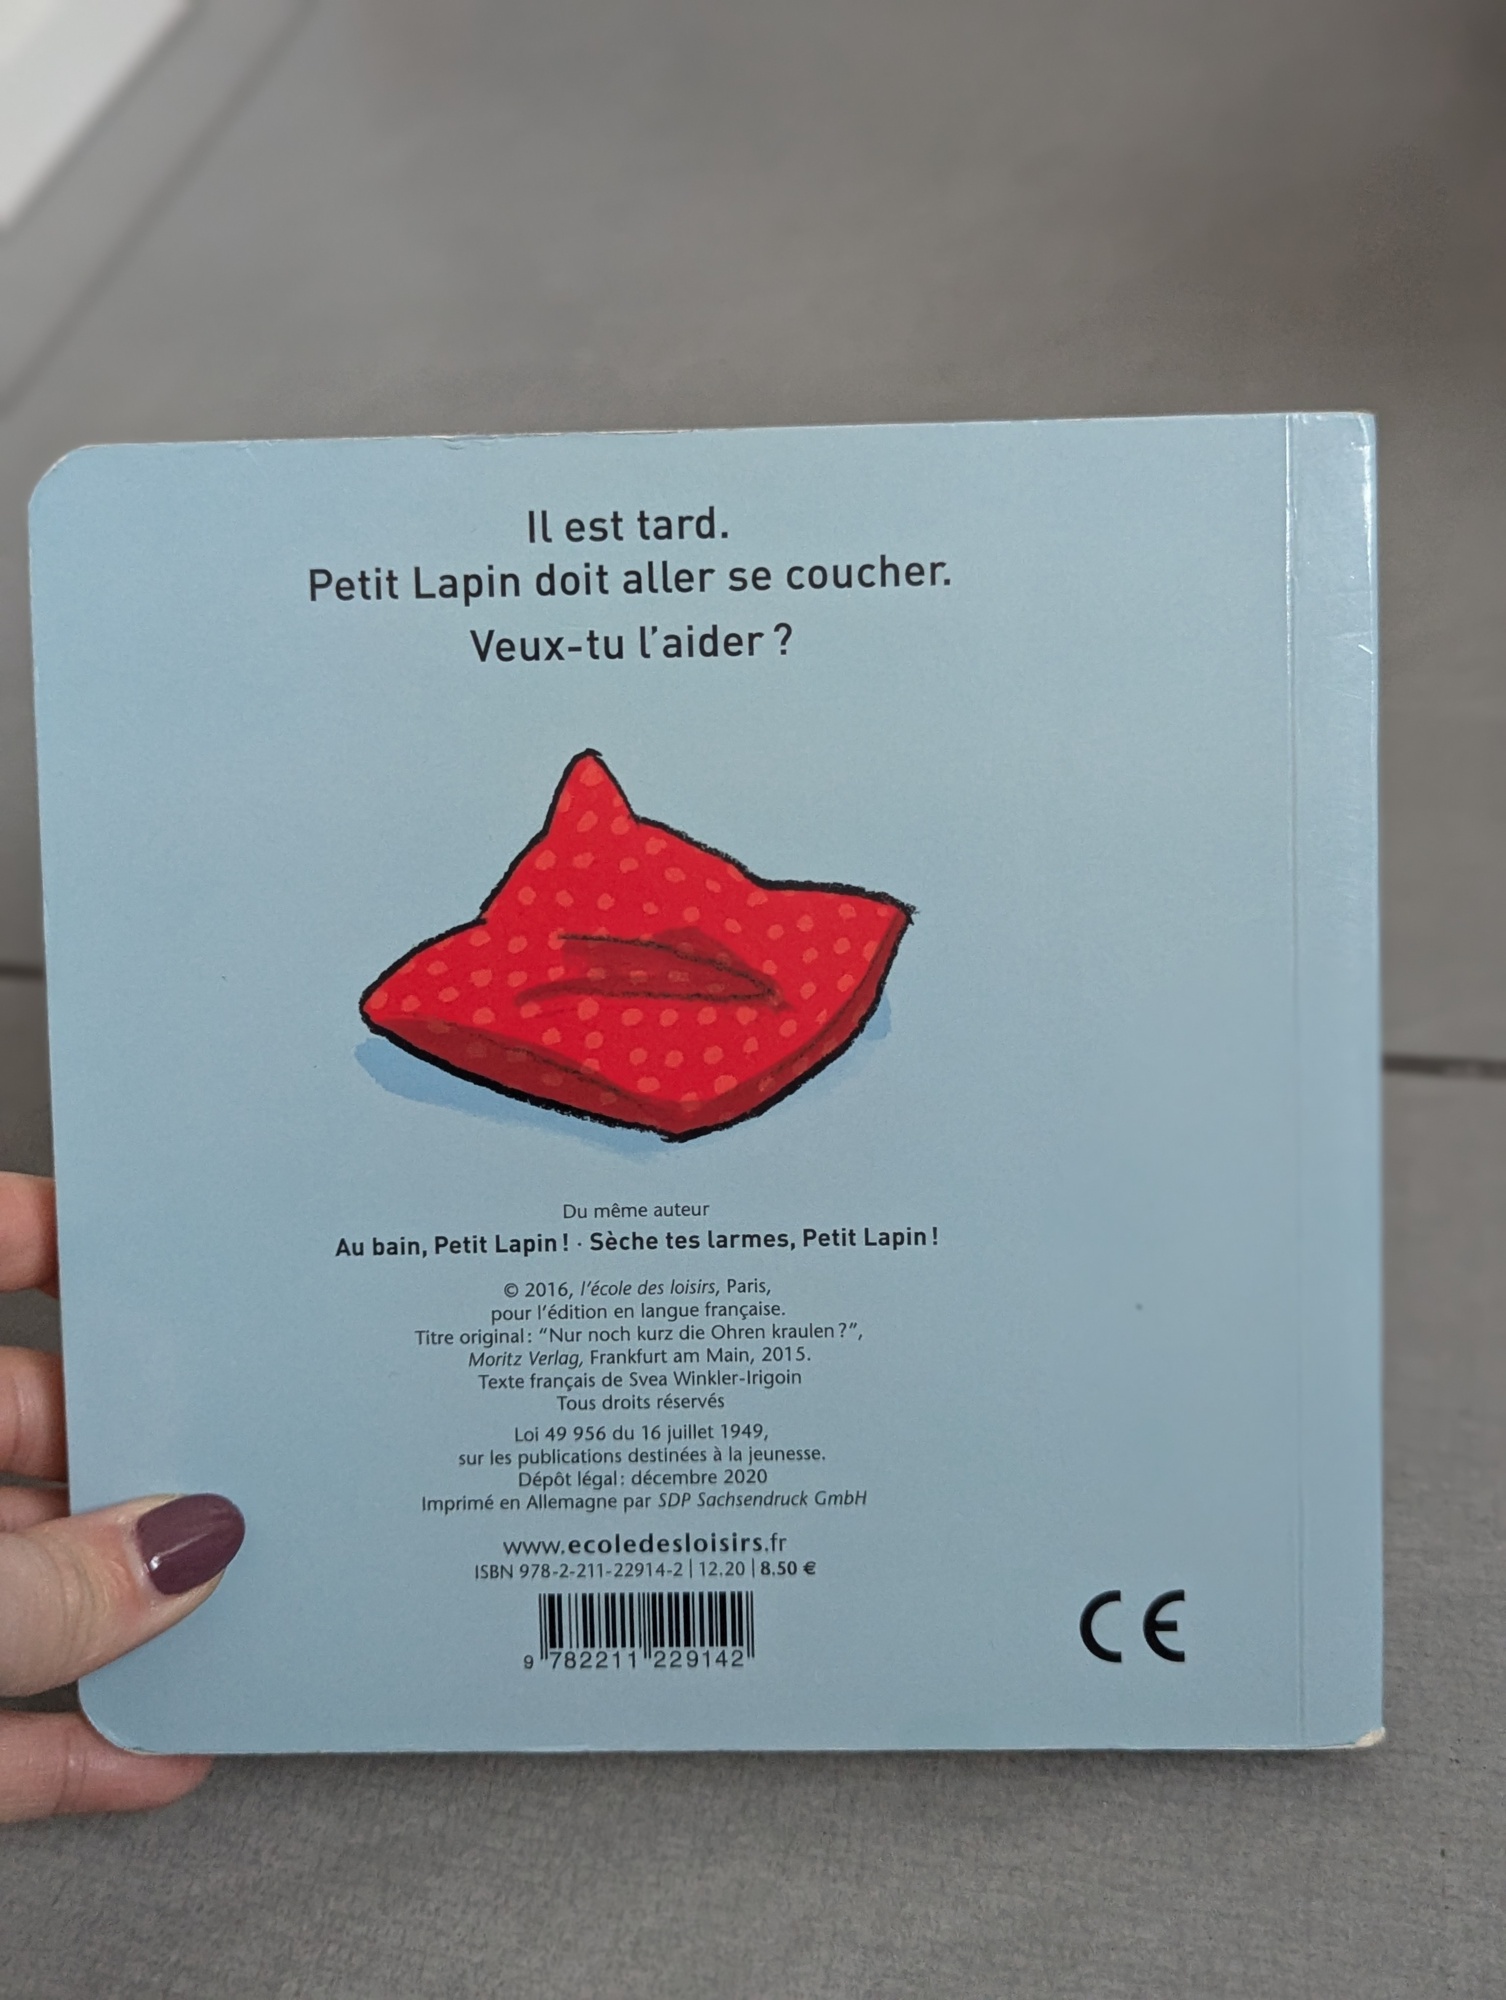 Il est tard.
Petit Lapin doit aller se coucher.
Veux-tu l'aider ?
Du même auteur
Au bain, Petit Lapin ! · Sèche tes larmes, Petit Lapin !
© 2016, l'école des loisirs, Paris,
pour l'édition en langue française.
Titre original : “Nur noch kurz die Ohren kraulen ?”,
Moritz Verlag, Frankfurt am Main, 2015.
Texte français de Svea Winkler-Irigoin
Tous droits réservés
Loi 49 956 du 16 juillet 1949,
sur les publications destinées à la jeunesse.
Dépôt légal : décembre 2020
Imprimé en Allemagne par SDP Sachsendruck GmbH
www.ecoledesloisirs.fr
ISBN 978-2-211-22914-2 | 12.20 | 8.50 €
9 782211 229142
CE